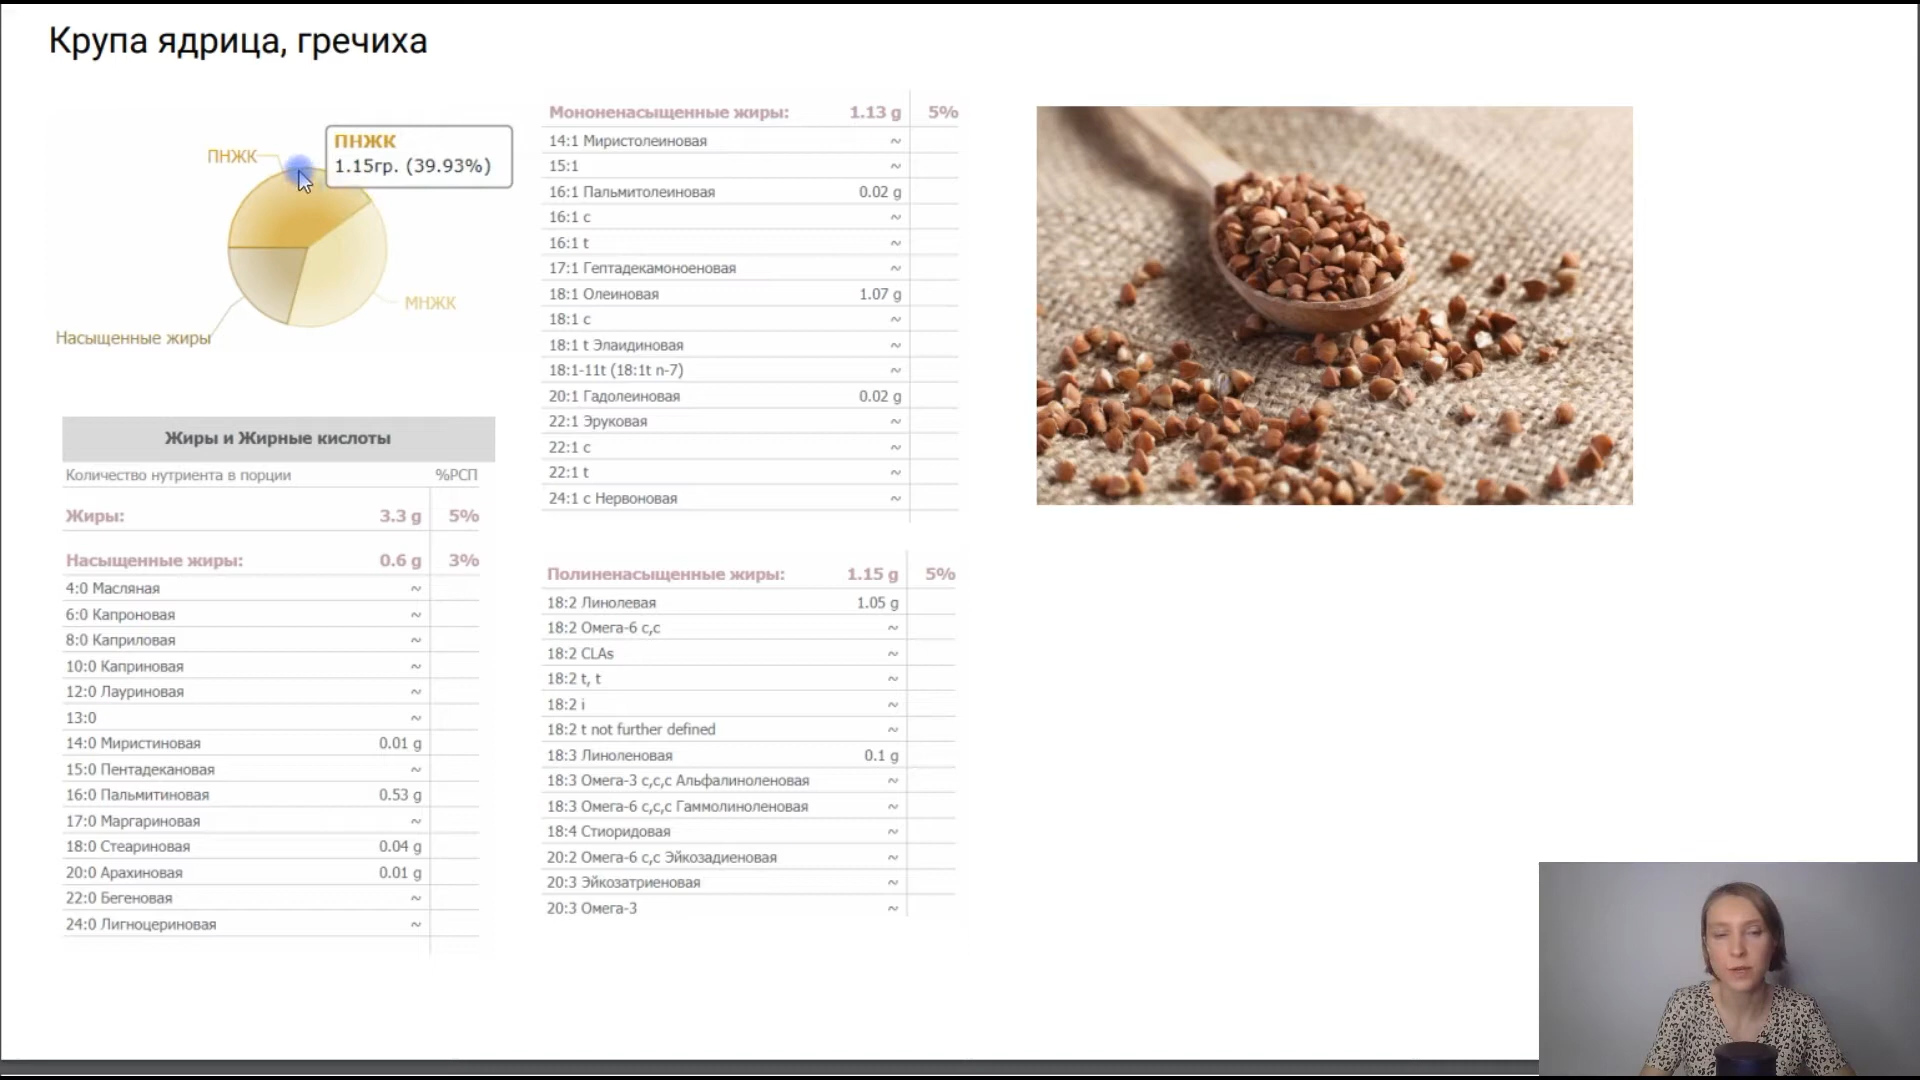 Крупа ядрица, гречиха
ПНЖК
ПНЖК
1.15гр. (39.93%)
МНЖК
Насыщенные жиры
Жиры и Жирные кислоты
Количество нутриента в порции %РСП
Жиры: 3.3 g 5%
Насыщенные жиры: 0.6 g 3%
4:0 Масляная ~
6:0 Капроновая ~
8:0 Каприловая ~
10:0 Каприновая ~
12:0 Лауриновая ~
13:0 ~
14:0 Миристиновая 0.01 g
15:0 Пентадекановая ~
16:0 Пальмитиновая 0.53 g
17:0 Маргариновая ~
18:0 Стеариновая 0.04 g
20:0 Арахиновая 0.01 g
22:0 Бегеновая ~
24:0 Лигноцериновая ~
Мононенасыщенные жиры: 1.13 g 5%
14:1 Миристолеиновая ~
15:1 ~
16:1 Пальмитолеиновая 0.02 g
16:1 c ~
16:1 t ~
17:1 Гептадекамоноеновая ~
18:1 Олеиновая 1.07 g
18:1 c ~
18:1 t Элаидиновая ~
18:1-11t (18:1t n-7) ~
20:1 Гадолеиновая 0.02 g
22:1 Эруковая ~
22:1 c ~
22:1 t ~
24:1 c Нервоновая ~
Полиненасыщенные жиры: 1.15 g 5%
18:2 Линолевая 1.05 g
18:2 Омега-6 c,c ~
18:2 CLAs ~
18:2 t, t ~
18:2 i ~
18:2 t not further defined ~
18:3 Линоленовая 0.1 g
18:3 Омега-3 c,c,c Альфалиноленовая ~
18:3 Омега-6 c,c,c Гаммолиноленовая ~
18:4 Стиоридовая ~
20:2 Омега-6 c,c Эйкозадиеновая ~
20:3 Эйкозатриеновая ~
20:3 Омега-3 ~